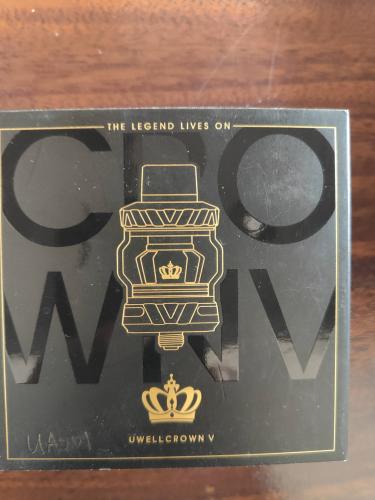 THE LEGEND LIVES ON
CRO
WNV
UWELLCROWN V